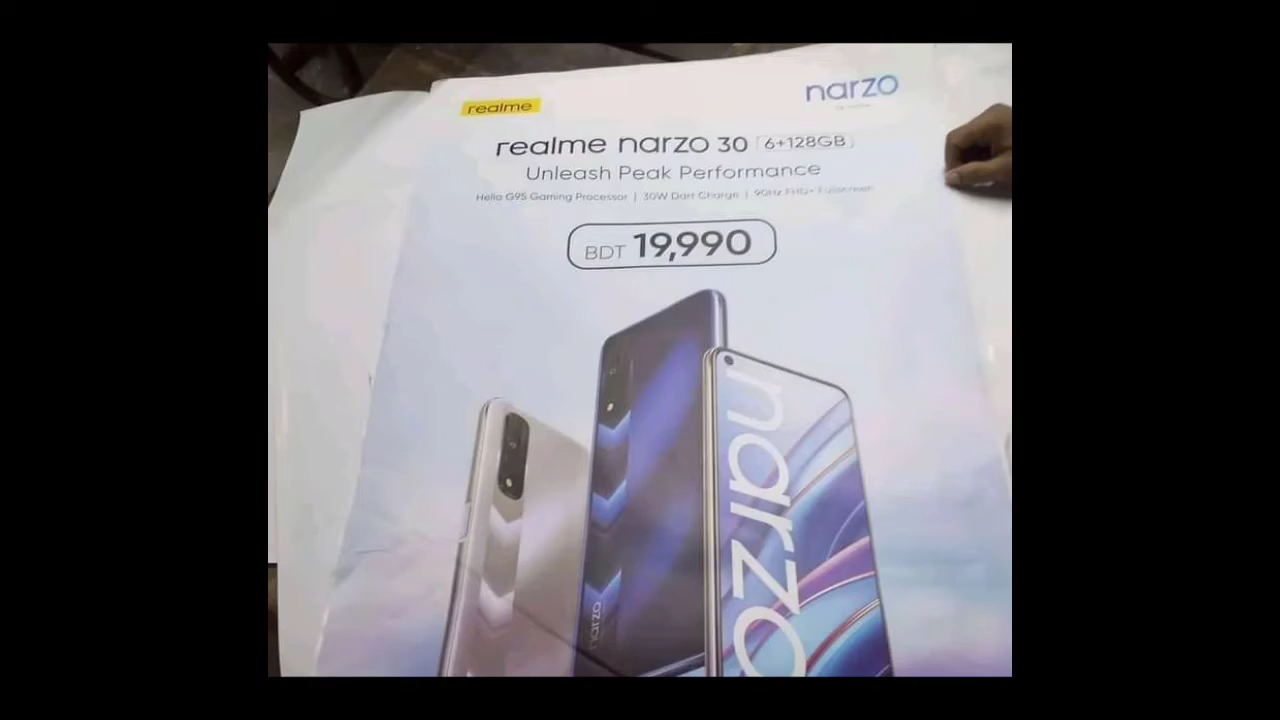 realme
narzo
realme narzo 30 6+128GB
Unleash Peak Performance
Helio G95 Gaming Processor | 30W Dart Charge | 90Hz FHD+ Fullscreen
BDT 19,990
narzo
narzo